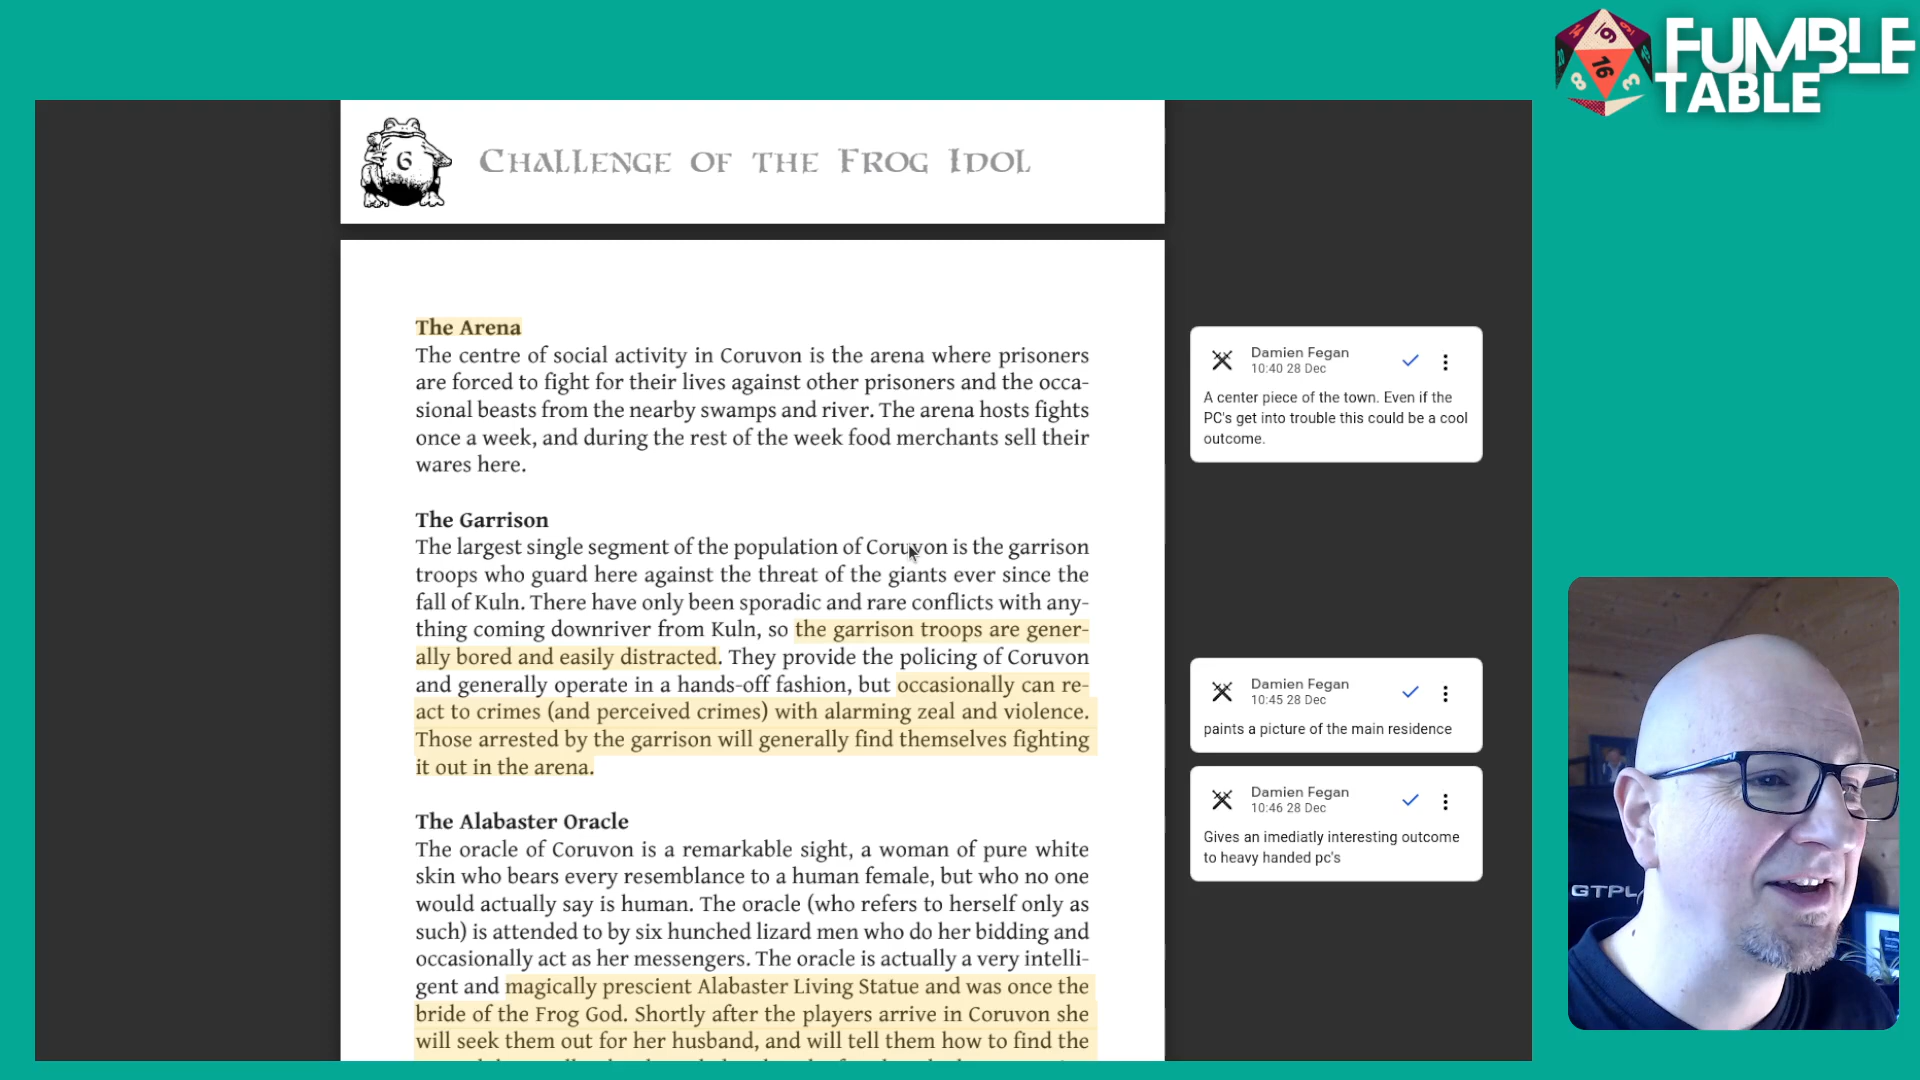 FUMBLE
TABLE
6
Challenge of the Frog Idol
The Arena
The centre of social activity in Coruvon is the arena where prisoners
are forced to fight for their lives against other prisoners and the occa-
sional beasts from the nearby swamps and river. The arena hosts fights
once a week, and during the rest of the week food merchants sell their
wares here.
The Garrison
The largest single segment of the population of Coruvon is the garrison
troops who guard here against the threat of the giants ever since the
fall of Kuln. There have only been sporadic and rare conflicts with any-
thing coming downriver from Kuln, so the garrison troops are gener-
ally bored and easily distracted. They provide the policing of Coruvon
and generally operate in a hands-off fashion, but occasionally can re-
act to crimes (and perceived crimes) with alarming zeal and violence.
Those arrested by the garrison will generally find themselves fighting
it out in the arena.
The Alabaster Oracle
The oracle of Coruvon is a remarkable sight, a woman of pure white
skin who bears every resemblance to a human female, but who no one
would actually say is human. The oracle (who refers to herself only as
such) is attended to by six hunched lizard men who do her bidding and
occasionally act as her messengers. The oracle is actually a very intelli-
gent and magically prescient Alabaster Living Statue and was once the
bride of the Frog God. Shortly after the players arrive in Coruvon she
will seek them out for her husband, and will tell them how to find the
Damien Fegan
10:40 28 Dec
A center piece of the town. Even if the
PC's get into trouble this could be a cool
outcome.
Damien Fegan
10:45 28 Dec
paints a picture of the main residence
Damien Fegan
10:46 28 Dec
Gives an imediatly interesting outcome
to heavy handed pc's
GTPL